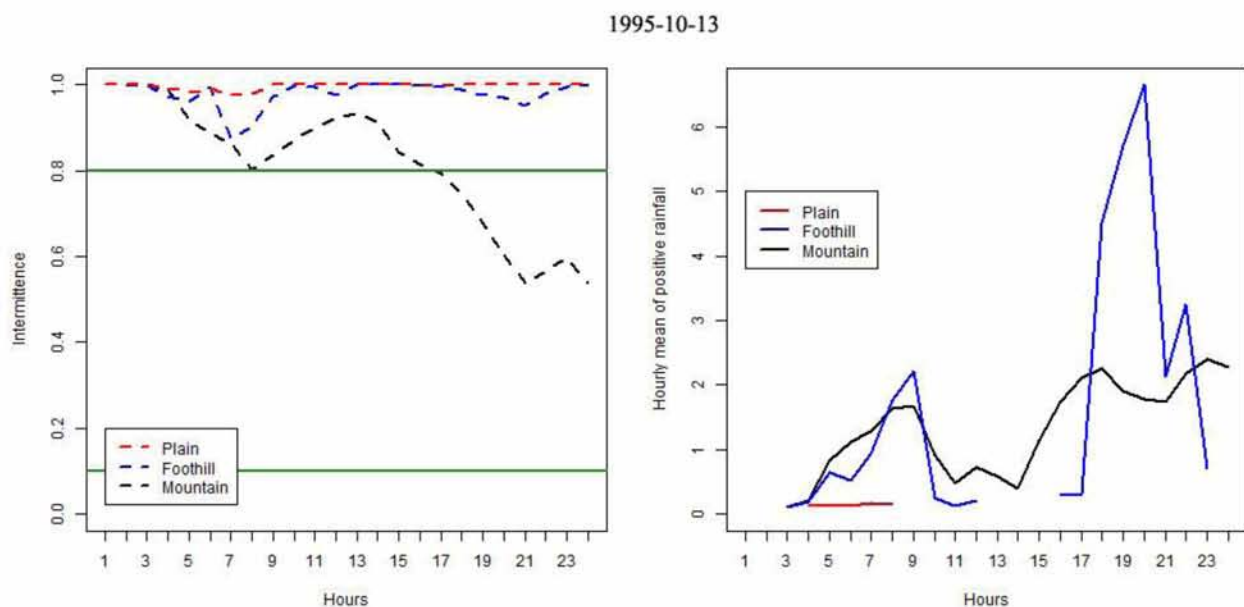 1995-10-13
Intermittence
0.0 0.2 0.4 0.6 0.8 1.0
Plain
Foothill
Mountain
1 3 5 7 9 11 13 15 17 19 21 23
Hours
Hourly mean of positive rainfall
0 1 2 3 4 5 6
Plain
Foothill
Mountain
1 3 5 7 9 11 13 15 17 19 21 23
Hours